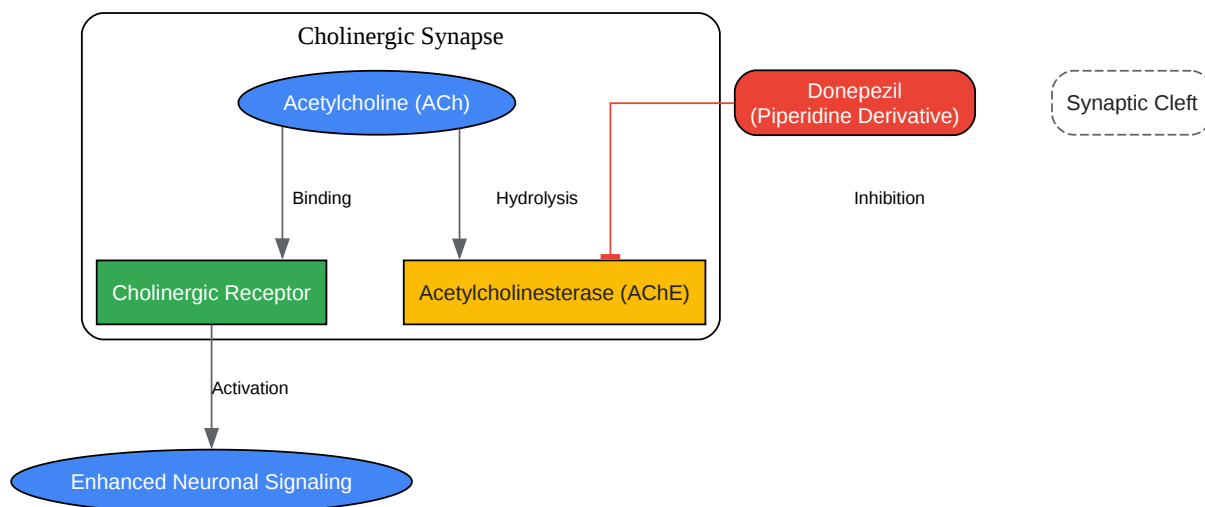 Cholinergic Synapse
Acetylcholine (ACh)
Donepezil
(Piperidine Derivative)
Synaptic Cleft
Binding
Hydrolysis
Inhibition
Cholinergic Receptor
Acetylcholinesterase (AChE)
Activation
Enhanced Neuronal Signaling